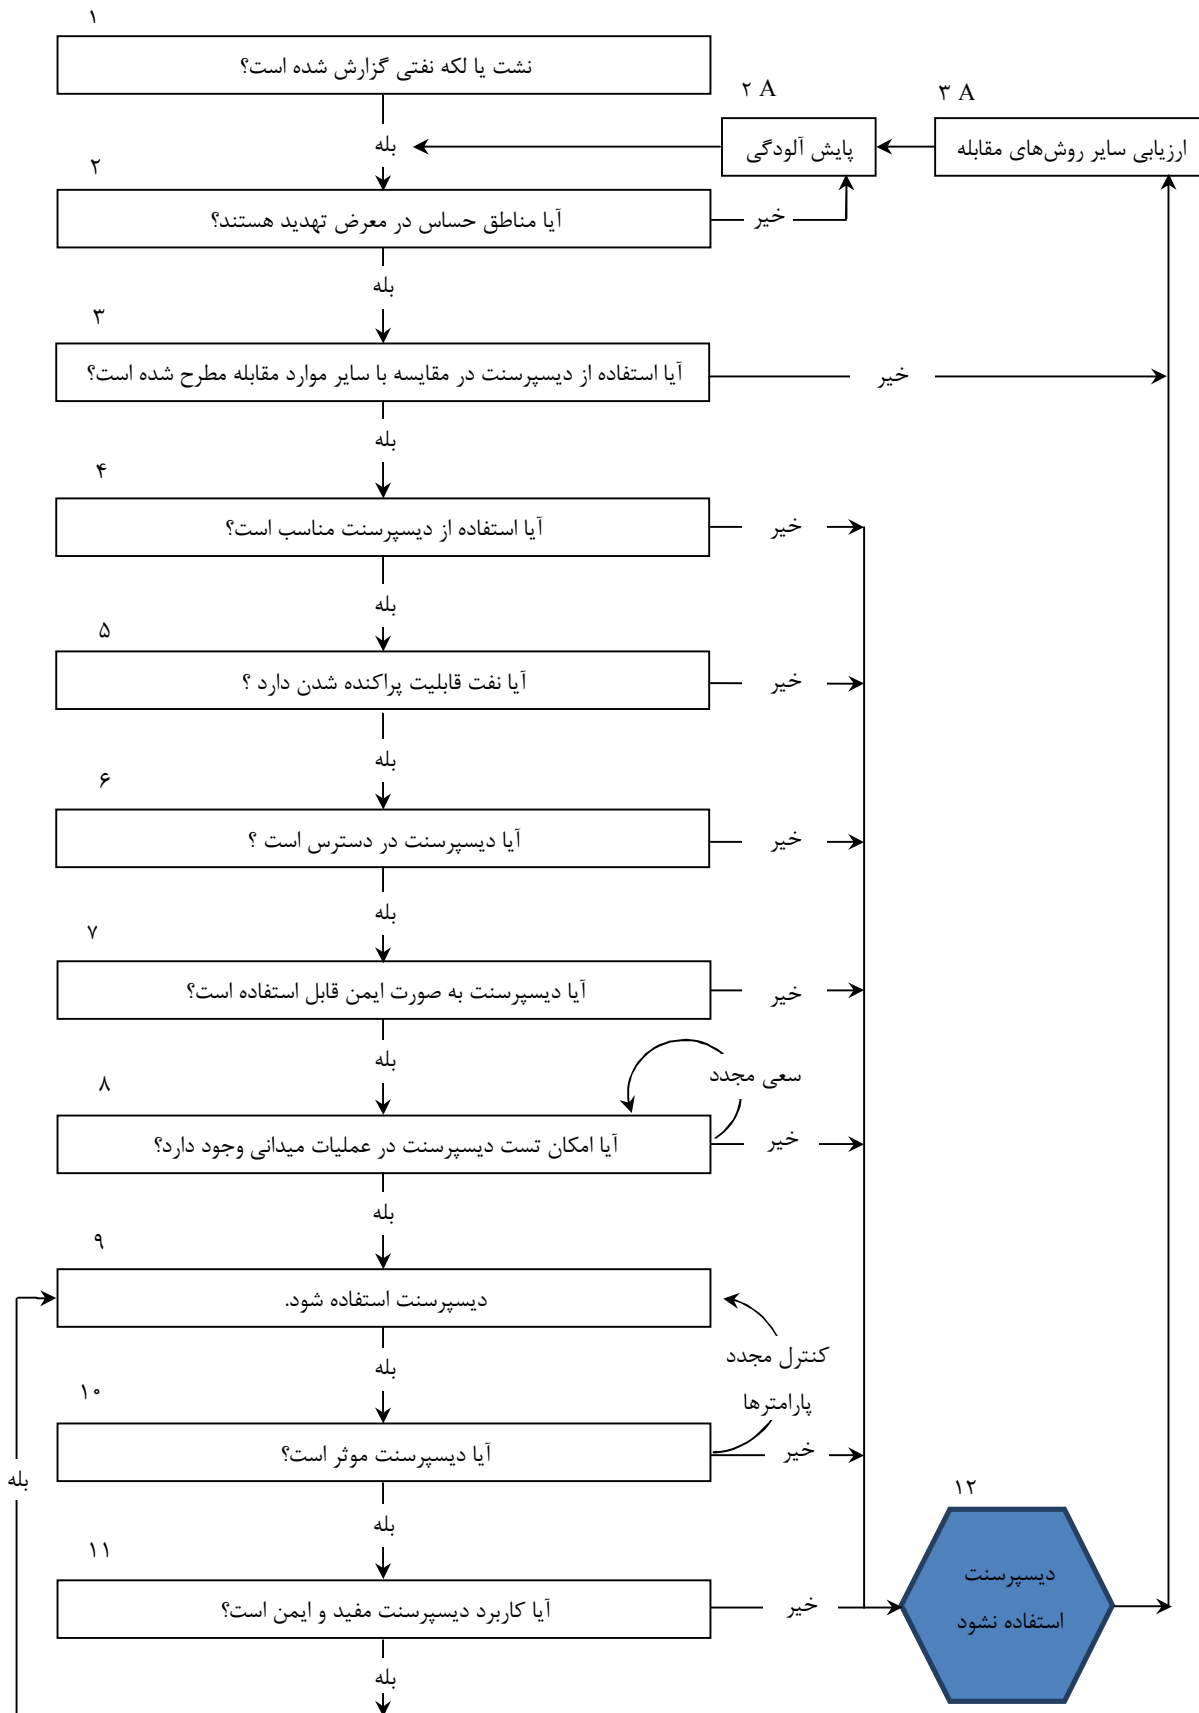 ۱
نشت یا لکه نفتی گزارش شده است؟
۲ A
۳ A
بله
پایش آلودگی
ارزیابی سایر روش‌های مقابله
۲
آیا مناطق حساس در معرض تهدید هستند؟
خیر
بله
۳
آیا استفاده از دیسپرسنت در مقایسه با سایر موارد مقابله مطرح شده است؟
خیر
بله
۴
آیا استفاده از دیسپرسنت مناسب است؟
خیر
بله
۵
آیا نفت قابلیت پراکنده شدن دارد ؟
خیر
بله
۶
آیا دیسپرسنت در دسترس است ؟
خیر
بله
۷
آیا دیسپرسنت به صورت ایمن قابل استفاده است؟
خیر
بله
سعی مجدد
۸
آیا امکان تست دیسپرسنت در عملیات میدانی وجود دارد؟
خیر
بله
۹
دیسپرسنت استفاده شود.
کنترل مجدد
پارامترها
بله
۱۰
آیا دیسپرسنت موثر است؟
خیر
بله
بله
۱۱
آیا کاربرد دیسپرسنت مفید و ایمن است؟
خیر
۱۲
دیسپرسنت
استفاده نشود
بله